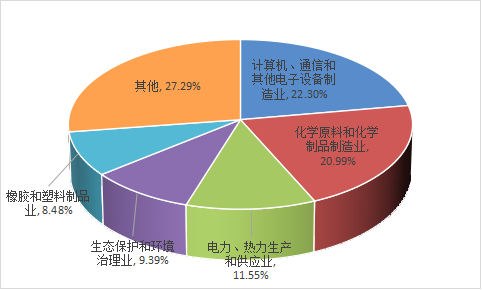 计算机、通信和
其他电子设备制
造业, 22.30%
化学原料和化学
制品制造业,
20.99%
电力、热力生产
和供应业,
11.55%
生态保护和环境
治理业, 9.39%
橡胶和塑料制品
业, 8.48%
其他, 27.29%